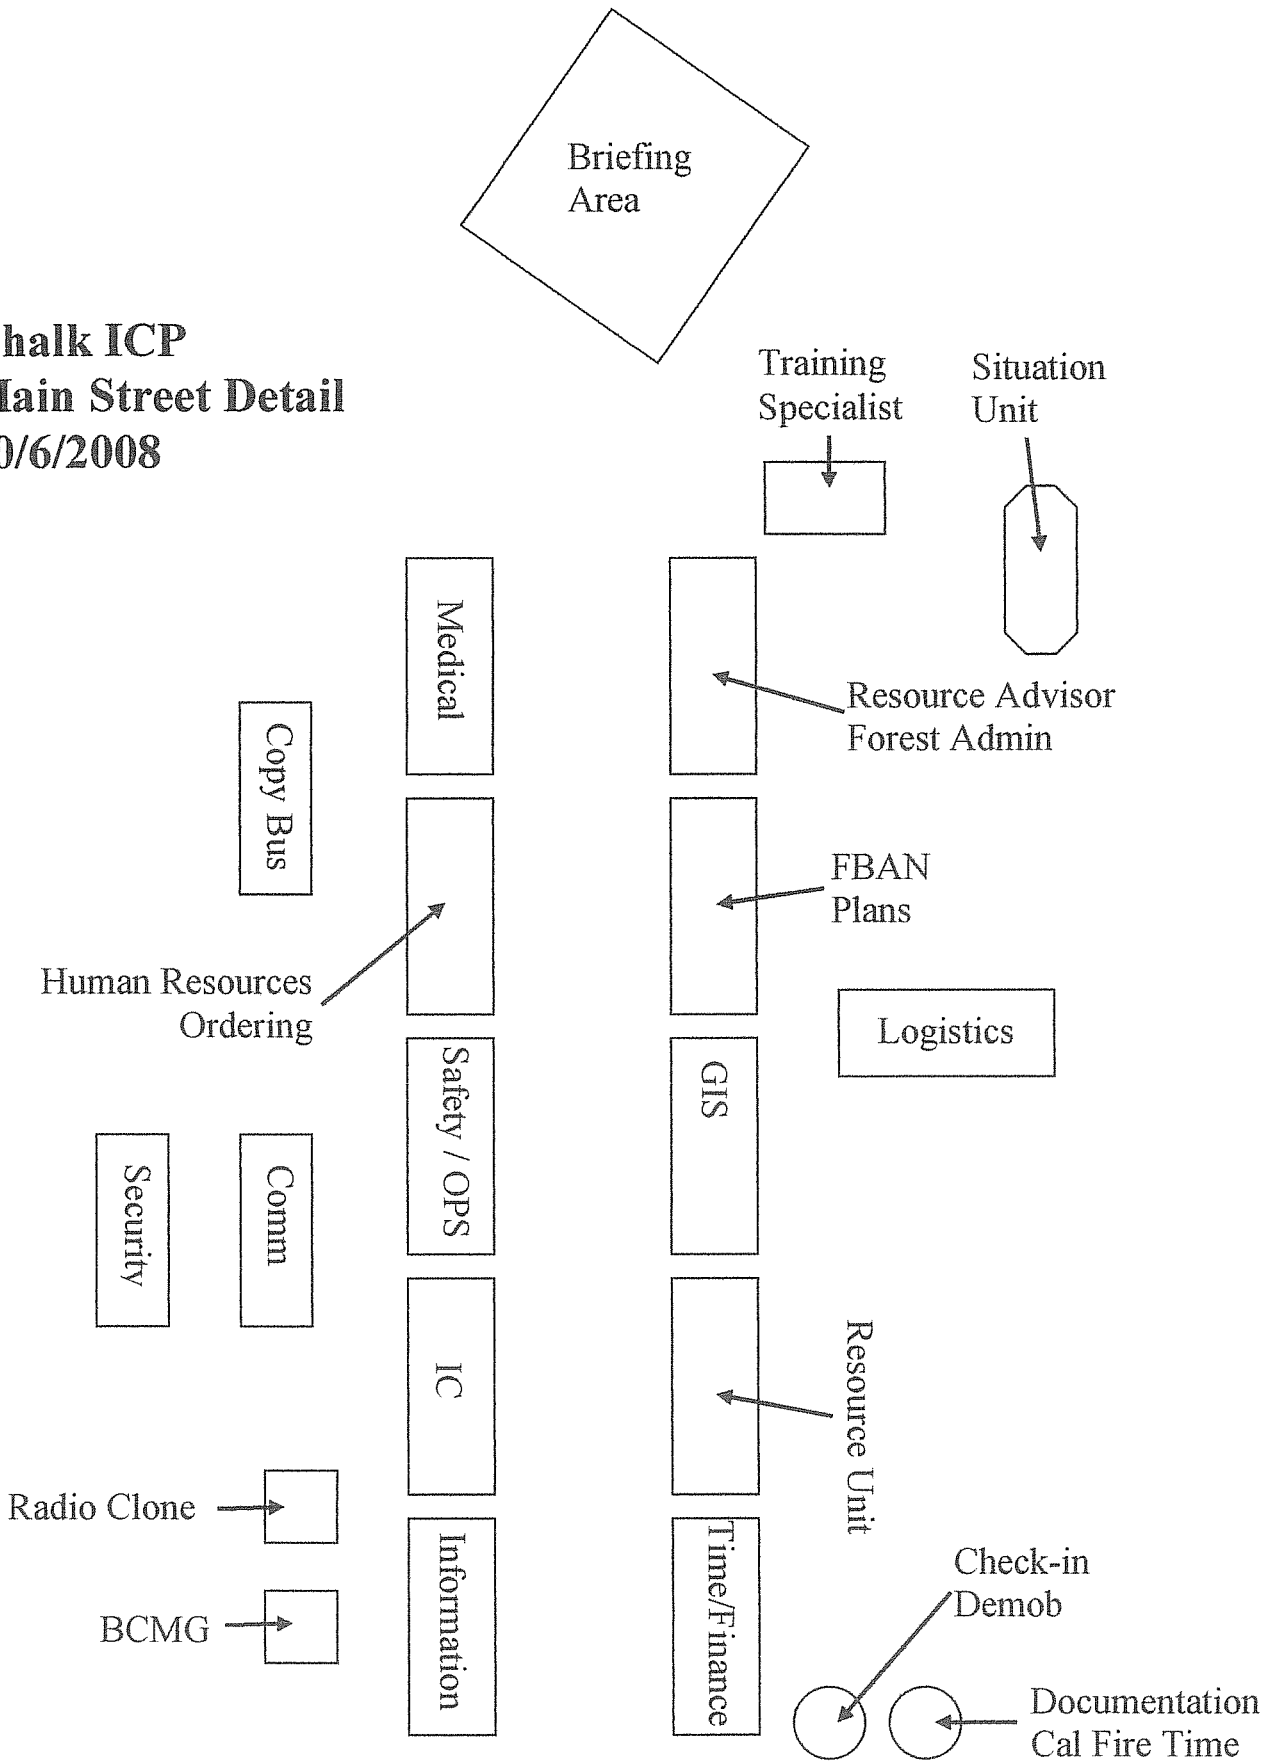 Briefing
Area
halk ICP
Main Street Detail
0/6/2008
Training
Specialist
Situation
Unit
Medical
Resource Advisor
Forest Admin
Copy Bus
FBAN
Plans
Human Resources
Ordering
Logistics
Safety / OPS
GIS
Security
Comm
IC
Resource Unit
Radio Clone
Information
Time/Finance
Check-in
Demob
BCMG
Documentation
Cal Fire Time